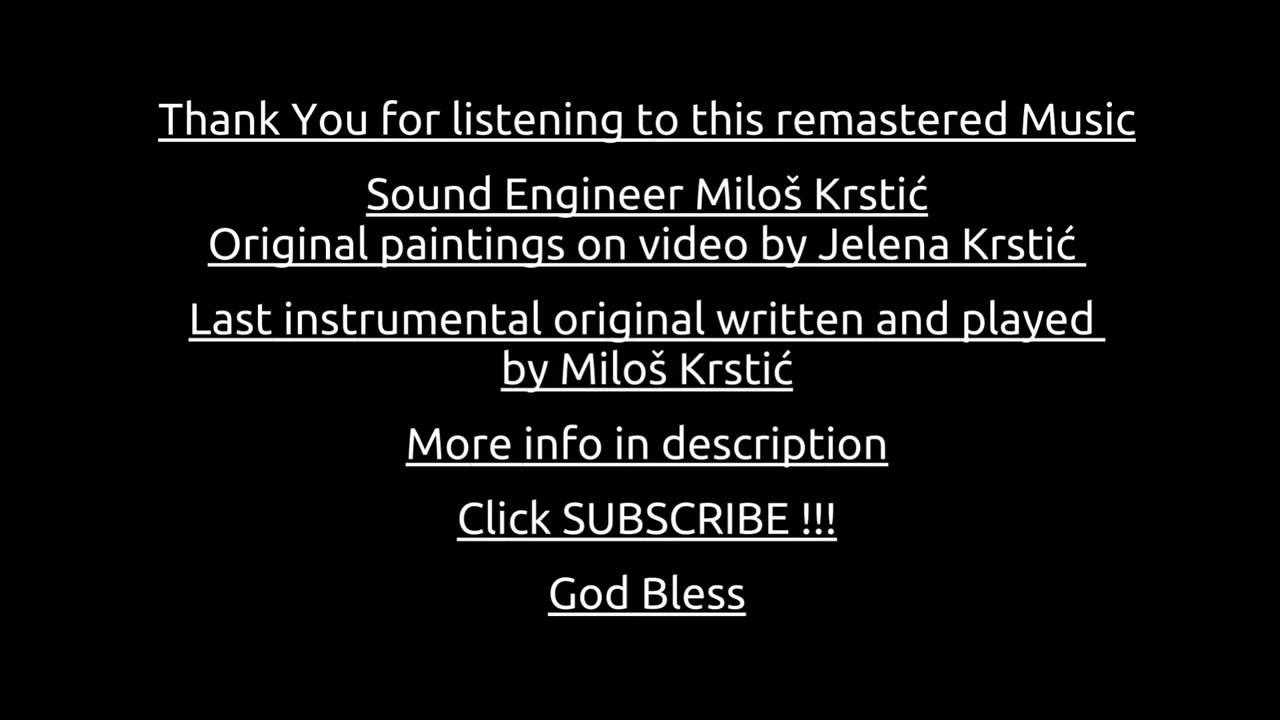 Thank You for listening to this remastered Music
Sound Engineer Miloš Krstić
Original paintings on video by Jelena Krstić
Last instrumental original written and played
by Miloš Krstić
More info in description
Click SUBSCRIBE !!!
God Bless